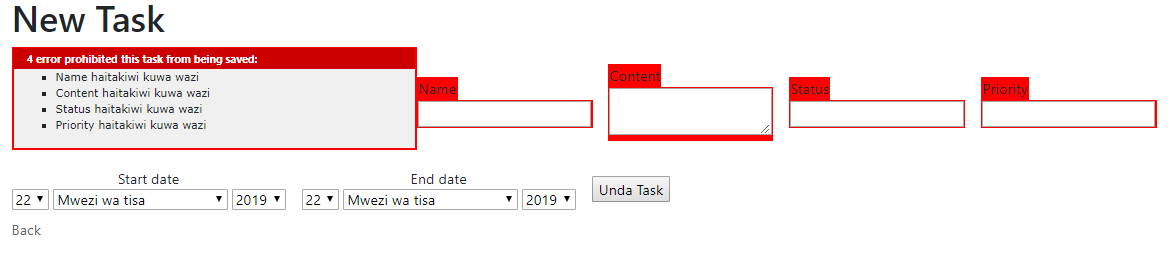 New Task
4 error prohibited this task from being saved:
Name haitakiwi kuwa wazi
Content haitakiwi kuwa wazi
Status haitakiwi kuwa wazi
Priority haitakiwi kuwa wazi
Name
Content
Status
Priority
Start date
End date
22 Mwezi wa tisa 2019 22 Mwezi wa tisa 2019 Unda Task
Back